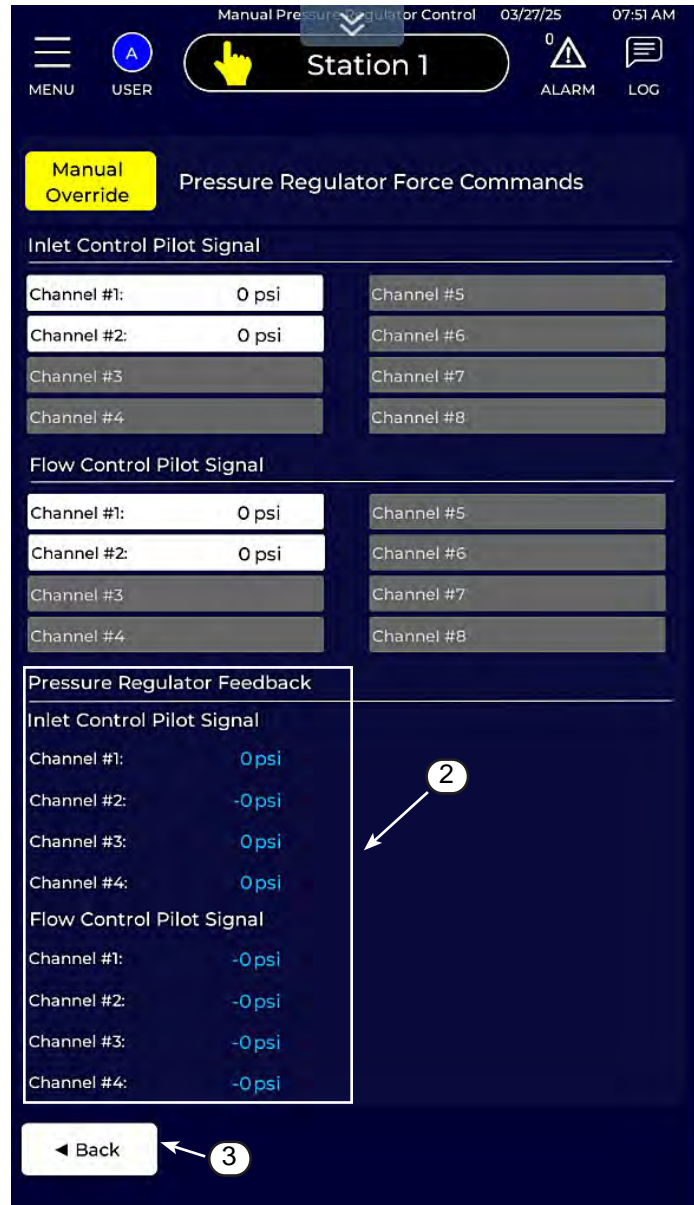 Manual Pressure Regulator Control 03/27/25 07:51 AM
MENU
A
USER
Station 1
0
ALARM
LOG
Manual
Override
Pressure Regulator Force Commands
Inlet Control Pilot Signal
Channel #1: 0 psi Channel #5
Channel #2: 0 psi Channel #6
Channel #3 Channel #7
Channel #4 Channel #8
Flow Control Pilot Signal
Channel #1: 0 psi Channel #5
Channel #2: 0 psi Channel #6
Channel #3 Channel #7
Channel #4 Channel #8
Pressure Regulator Feedback
Inlet Control Pilot Signal
Channel #1: 0 psi
Channel #2: -0 psi
2
Channel #3: 0 psi
Channel #4: 0 psi
Flow Control Pilot Signal
Channel #1: -0 psi
Channel #2: -0 psi
Channel #3: -0 psi
Channel #4: -0 psi
◄ Back
3